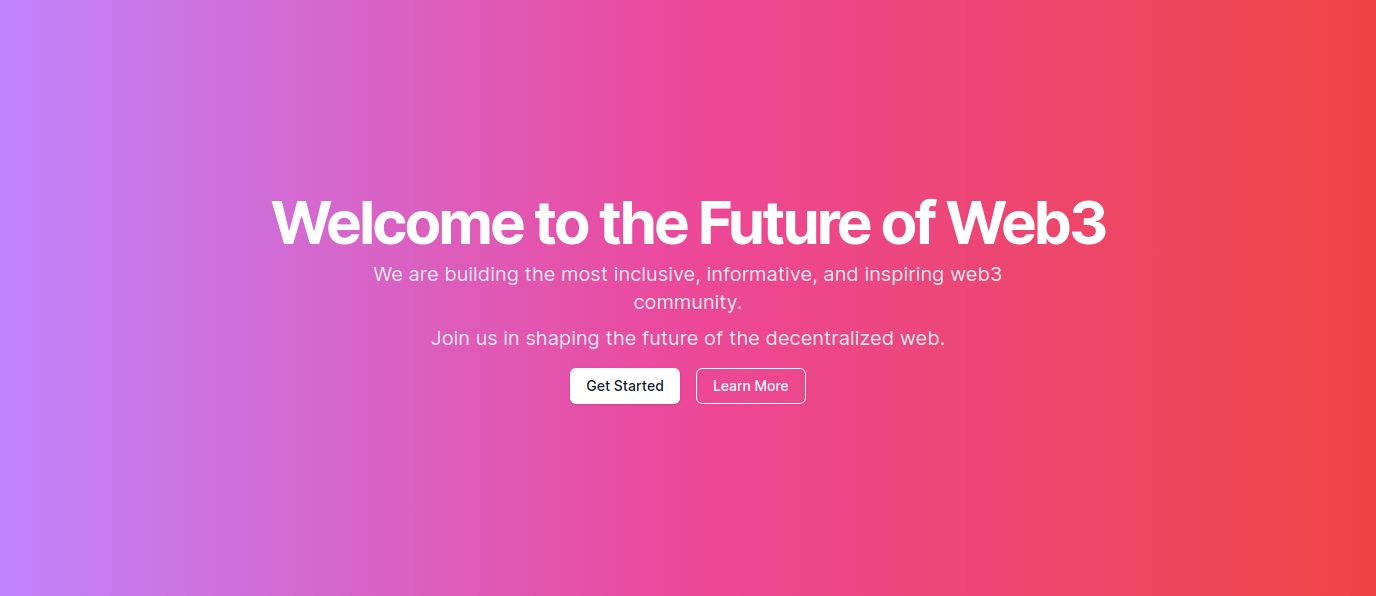 Welcome to the Future of Web3
We are building the most inclusive, informative, and inspiring web3
community.
Join us in shaping the future of the decentralized web.
Get Started
Learn More